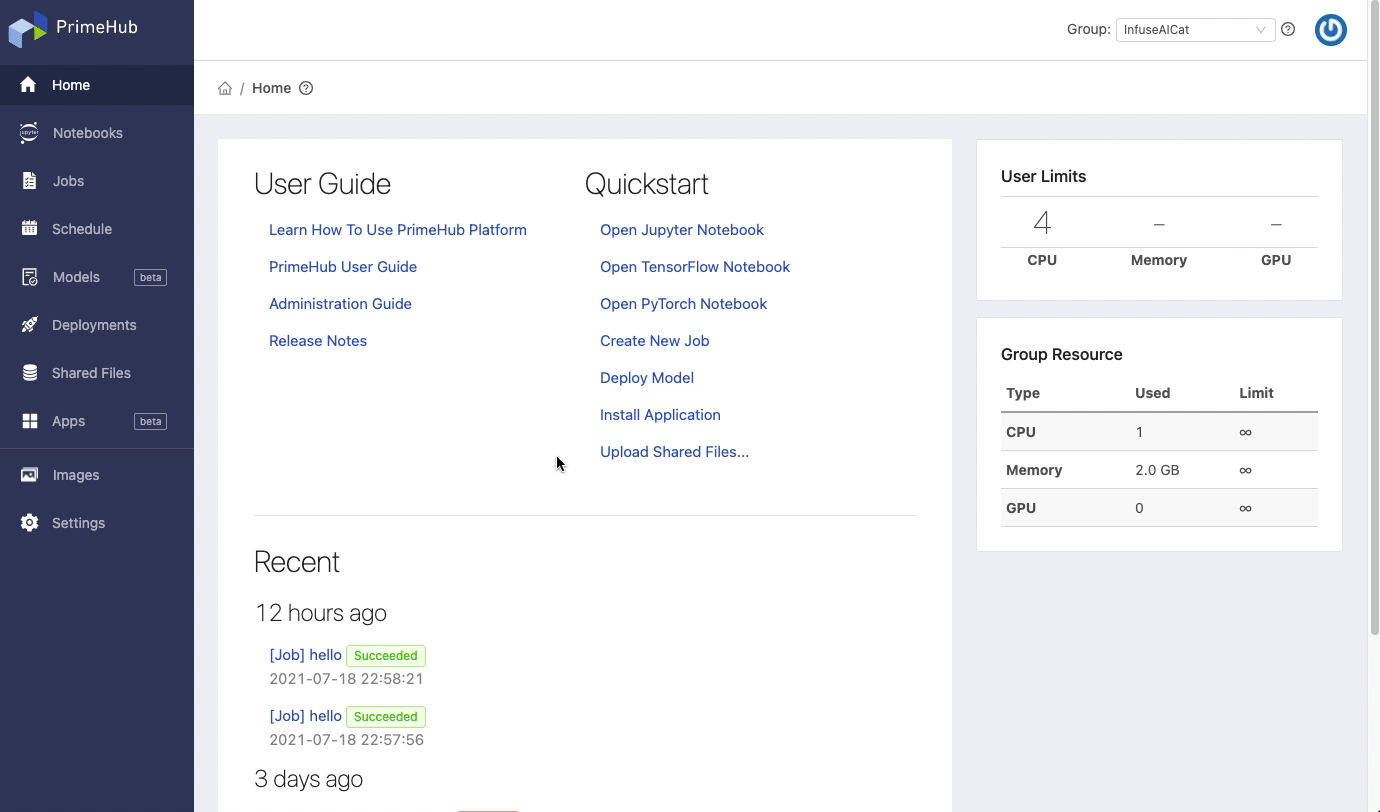 PrimeHub
Group: InfuseAICat
Home
Notebooks
Jobs
Schedule
Models beta
Deployments
Shared Files
Apps beta
Images
Settings
/ Home
User Guide
Learn How To Use PrimeHub Platform
PrimeHub User Guide
Administration Guide
Release Notes
Quickstart
Open Jupyter Notebook
Open TensorFlow Notebook
Open PyTorch Notebook
Create New Job
Deploy Model
Install Application
Upload Shared Files...
Recent
12 hours ago
[Job] hello Succeeded
2021-07-18 22:58:21
[Job] hello Succeeded
2021-07-18 22:57:56
3 days ago
User Limits
4 – –
CPU Memory GPU
Group Resource
Type Used Limit
CPU 1 ∞
Memory 2.0 GB ∞
GPU 0 ∞